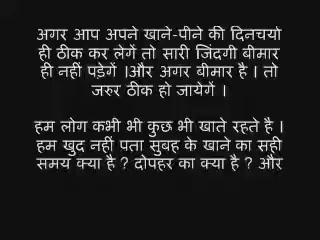 अगर आप अपने खाने-पीने की दिनचर्या
ही ठीक कर लेगें तो सारी जिंदगी बीमार
ही नहीं पड़ेगें ।और अगर बीमार है । तो
जरुर ठीक हो जायेगें ।
हम लोग कभी भी कुछ भी खाते रहते है ।
हम खुद नहीं पता सुबह के खाने का सही
समय क्या है ? दोपहर का क्या है ? और